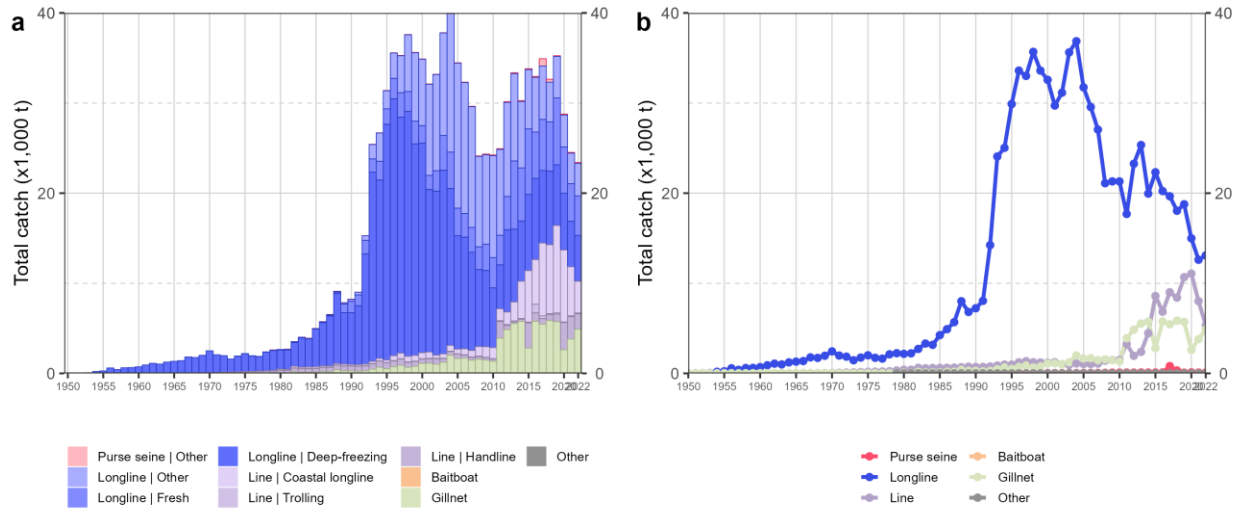 a
40
20
0
40
20
0
Total catch (x1,000 t)
1950 1955 1960 1965 1970 1975 1980 1985 1990 1995 2000 2005 2010 2015 2020 2022
Purse seine | Other
Longline | Other
Longline | Fresh
Longline | Deep-freezing
Line | Coastal longline
Line | Trolling
Line | Handline
Baitboat
Gillnet
Other
b
40
20
0
40
20
0
Total catch (x1,000 t)
1950 1955 1960 1965 1970 1975 1980 1985 1990 1995 2000 2005 2010 2015 2020 2022
Purse seine
Longline
Line
Baitboat
Gillnet
Other